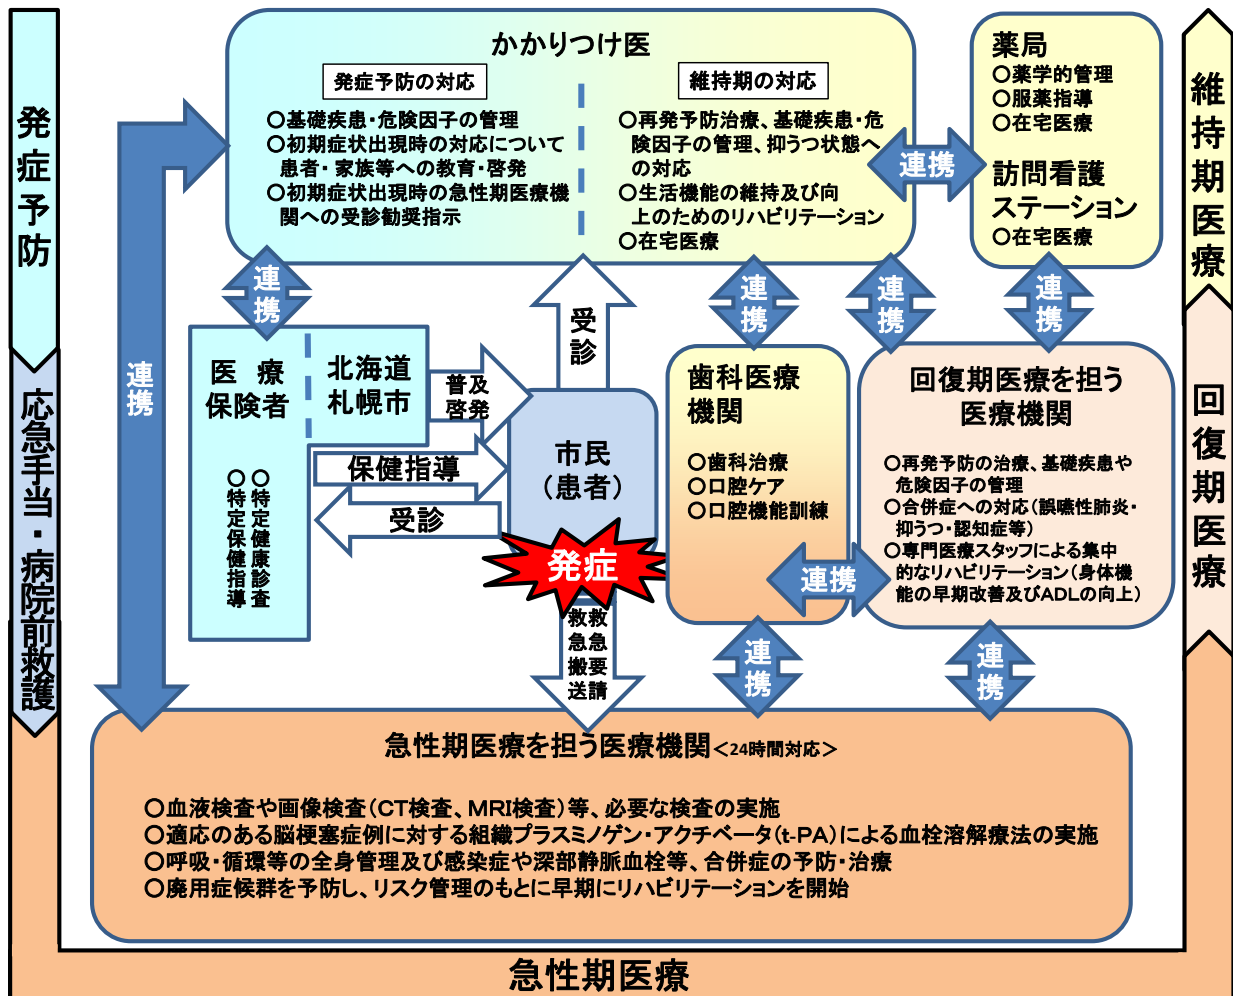 発症予防
応急手当・病院前救護
かかりつけ医
発症予防の対応
〇基礎疾患・危険因子の管理
〇初期症状出現時の対応について
患者・家族等への教育・啓発
〇初期症状出現時の急性期医療機
関への受診勧奨指示
維持期の対応
〇再発予防治療、基礎疾患・危
険因子の管理、抑うつ状態へ
の対応
〇生活機能の維持及び向
上のためのリハビリテーション
〇在宅医療
連携
薬局
〇薬学的管理
〇服薬指導
〇在宅医療
訪問看護
ステーション
〇在宅医療
維持期医療
回復期医療
連携
連携
連携
連携
連携
受診
医　療
保険者
北海道
札幌市
〇特定健康診査
〇特定保健指導
普及
啓発
保健指導
受診
市民
（患者）
発症
救急要請
救急搬送
歯科医療
機関
〇歯科治療
〇口腔ケア
〇口腔機能訓練
連携
回復期医療を担う
医療機関
〇再発予防の治療、基礎疾患や
危険因子の管理
〇合併症への対応（誤嚥性肺炎・
抑うつ・認知症等）
〇専門医療スタッフによる集中
的なリハビリテーション（身体機
能の早期改善及びADLの向上）
連携
連携
連携
急性期医療を担う医療機関＜24時間対応＞
〇血液検査や画像検査（CT検査、MRI検査）等、必要な検査の実施
〇適応のある脳梗塞症例に対する組織プラスミノゲン・アクチベータ（t-PA）による血栓溶解療法の実施
〇呼吸・循環等の全身管理及び感染症や深部静脈血栓等、合併症の予防・治療
〇廃用症候群を予防し、リスク管理のもとに早期にリハビリテーションを開始
急性期医療